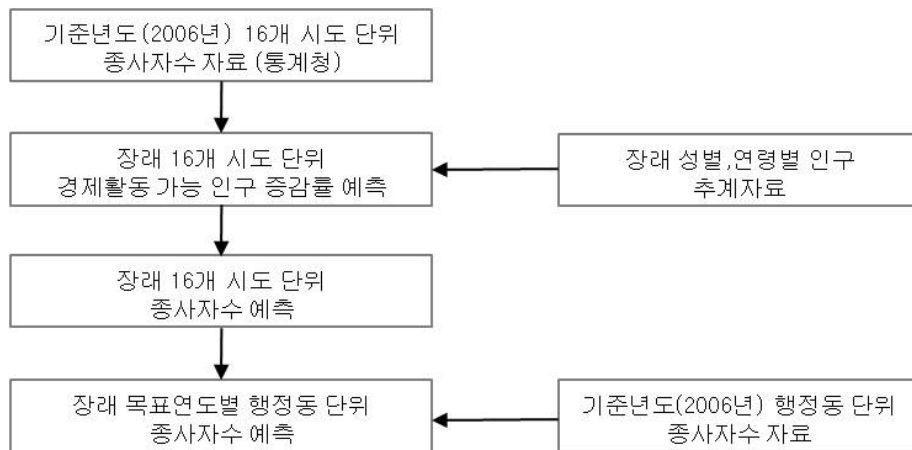 기준년도(2006년) 16개 시도 단위
종사자수 자료 (통계청)
장래 16개 시도 단위
경제활동 가능 인구 증감률 예측
장래 성별,연령별 인구
추계자료
장래 16개 시도 단위
종사자수 예측
장래 목표연도별 행정동 단위
종사자수 예측
기준년도(2006년) 행정동 단위
종사자수 자료